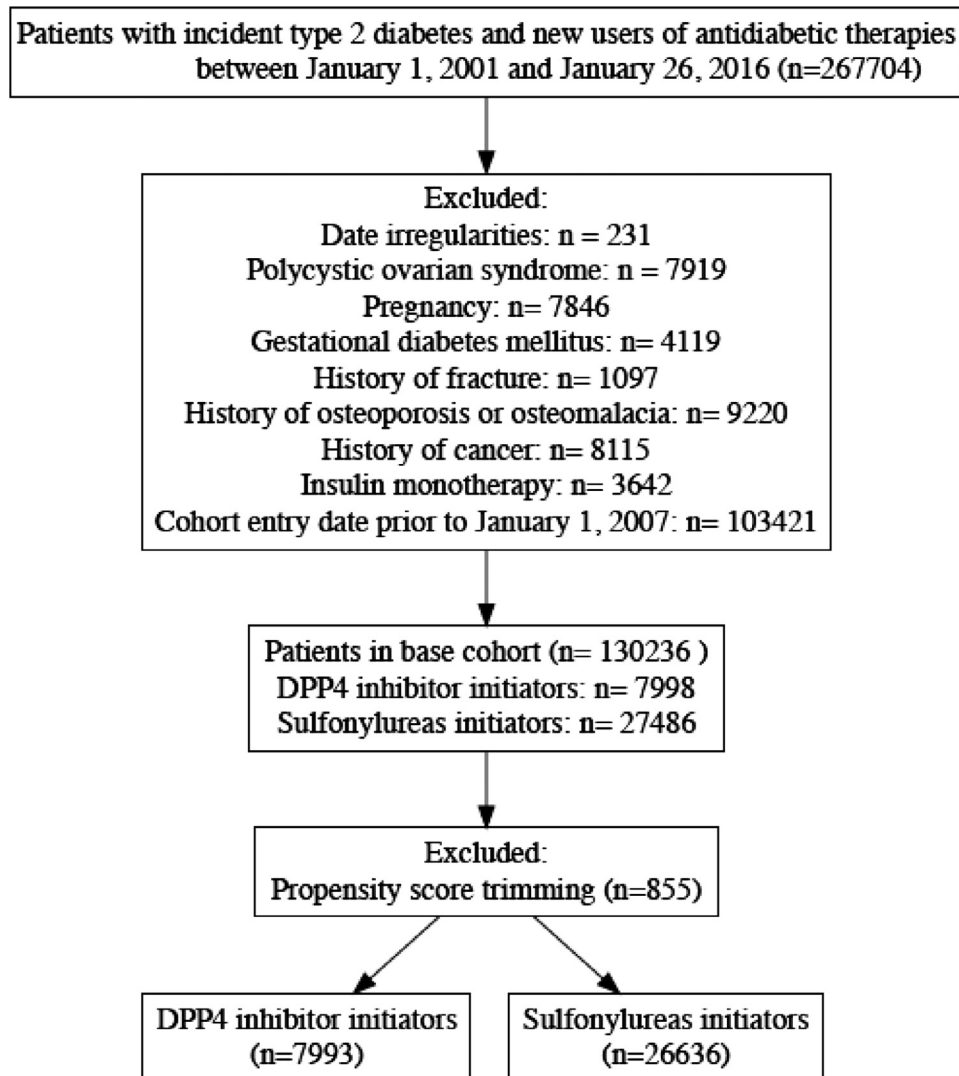 Patients with incident type 2 diabetes and new users of antidiabetic therapies
between January 1, 2001 and January 26, 2016 (n=267704)
Excluded:
Date irregularities: n = 231
Polycystic ovarian syndrome: n = 7919
Pregnancy: n= 7846
Gestational diabetes mellitus: n= 4119
History of fracture: n= 1097
History of osteoporosis or osteomalacia: n= 9220
History of cancer: n= 8115
Insulin monotherapy: n= 3642
Cohort entry date prior to January 1, 2007: n= 103421
Patients in base cohort (n= 130236 )
DPP4 inhibitor initiators: n= 7998
Sulfonylureas initiators: n= 27486
Excluded:
Propensity score trimming (n=855)
DPP4 inhibitor initiators
(n=7993)
Sulfonylureas initiators
(n=26636)